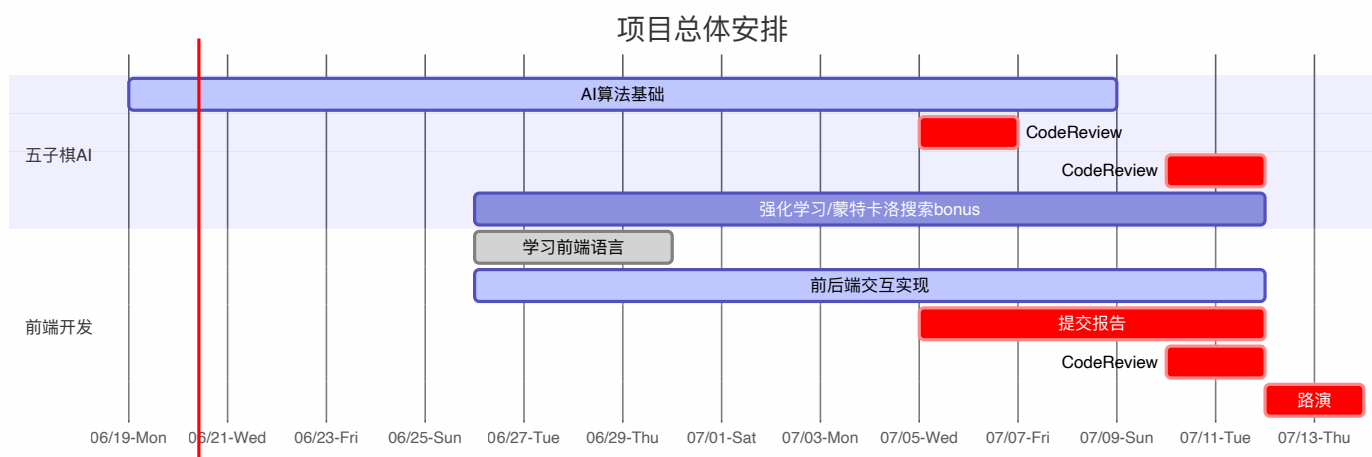 项目总体安排
五子棋AI
AI算法基础
CodeReview
CodeReview
强化学习/蒙特卡洛搜索bonus
前端开发
学习前端语言
前后端交互实现
提交报告
CodeReview
路演
06/19-Mon 06/21-Wed 06/23-Fri 06/25-Sun 06/27-Tue 06/29-Thu 07/01-Sat 07/03-Mon 07/05-Wed 07/07-Fri 07/09-Sun 07/11-Tue 07/13-Thu